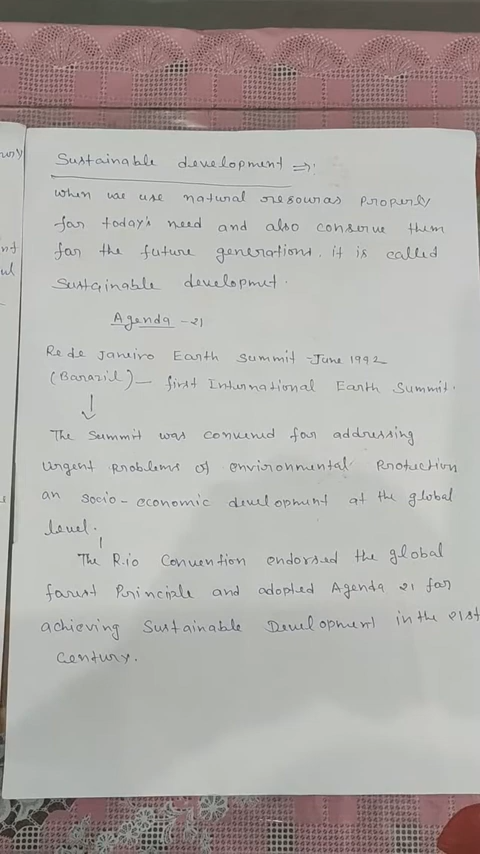 Sustainable development ⇒:
when we use natural resouras properly
for today's need and also conserve them
for the future generations, it is called
Sustainable developmet.
Agenda - 21
Re de Janeiro Earth Summit - June 1992
(Barazil) — first International Earth Summit.
The Summit was convened for addressing
urgent problems of environmental Protection
an socio-economic development at the global
level.
The R.io Convention endorsed the global
forest Principle and adopted Agenda 21 for
achieving Sustainable Development in the 21st
Century.